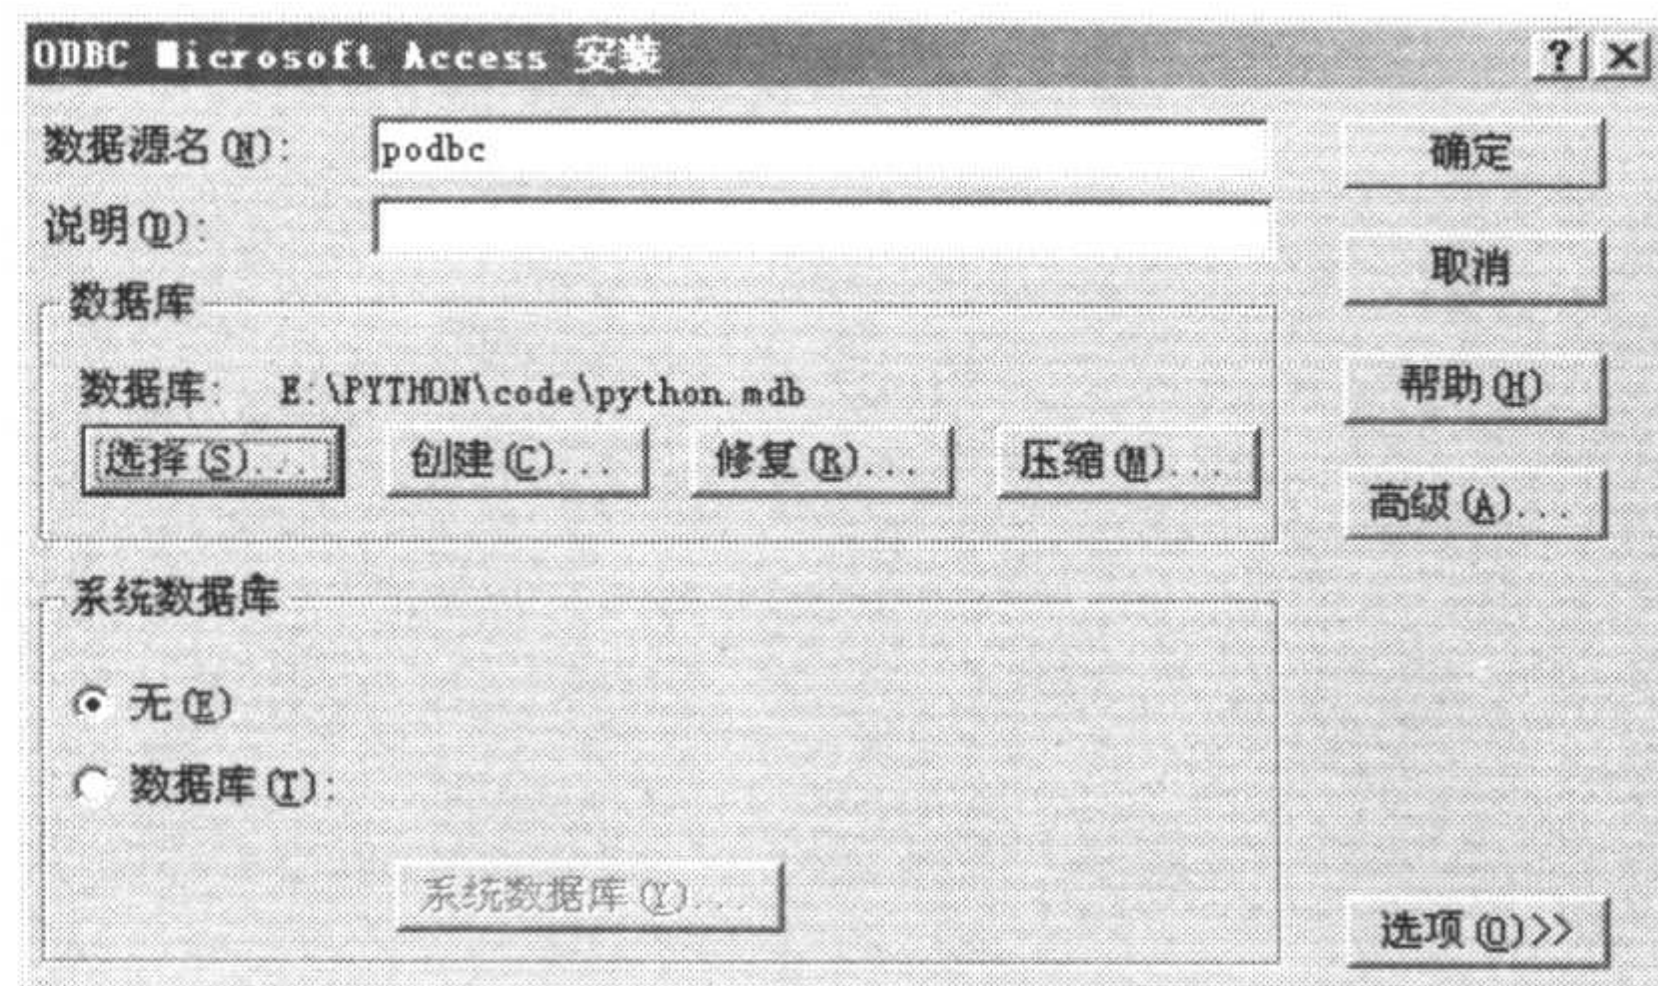 ODBC Microsoft Access 安装
数据源名(N): podbc 确定
说明(D): 取消
数据库
数据库: E:\PYTHON\code\python.mdb 帮助(H)
选择(S)... 创建(C)... 修复(R)... 压缩(M)... 高级(A)...
系统数据库
无(E)
数据库(T):
系统数据库(Y)...
选项(O)>>